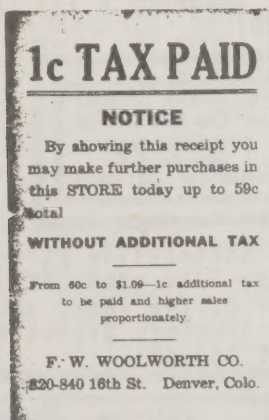 1c TAX PAID
NOTICE
By showing this receipt you
may make further purchases in
this STORE today up to 59c
total
WITHOUT ADDITIONAL TAX
From 60c to $1.09—1c additional tax
to be paid and higher sales
proportionately.
F. W. WOOLWORTH CO.
820-840 16th St. Denver, Colo.